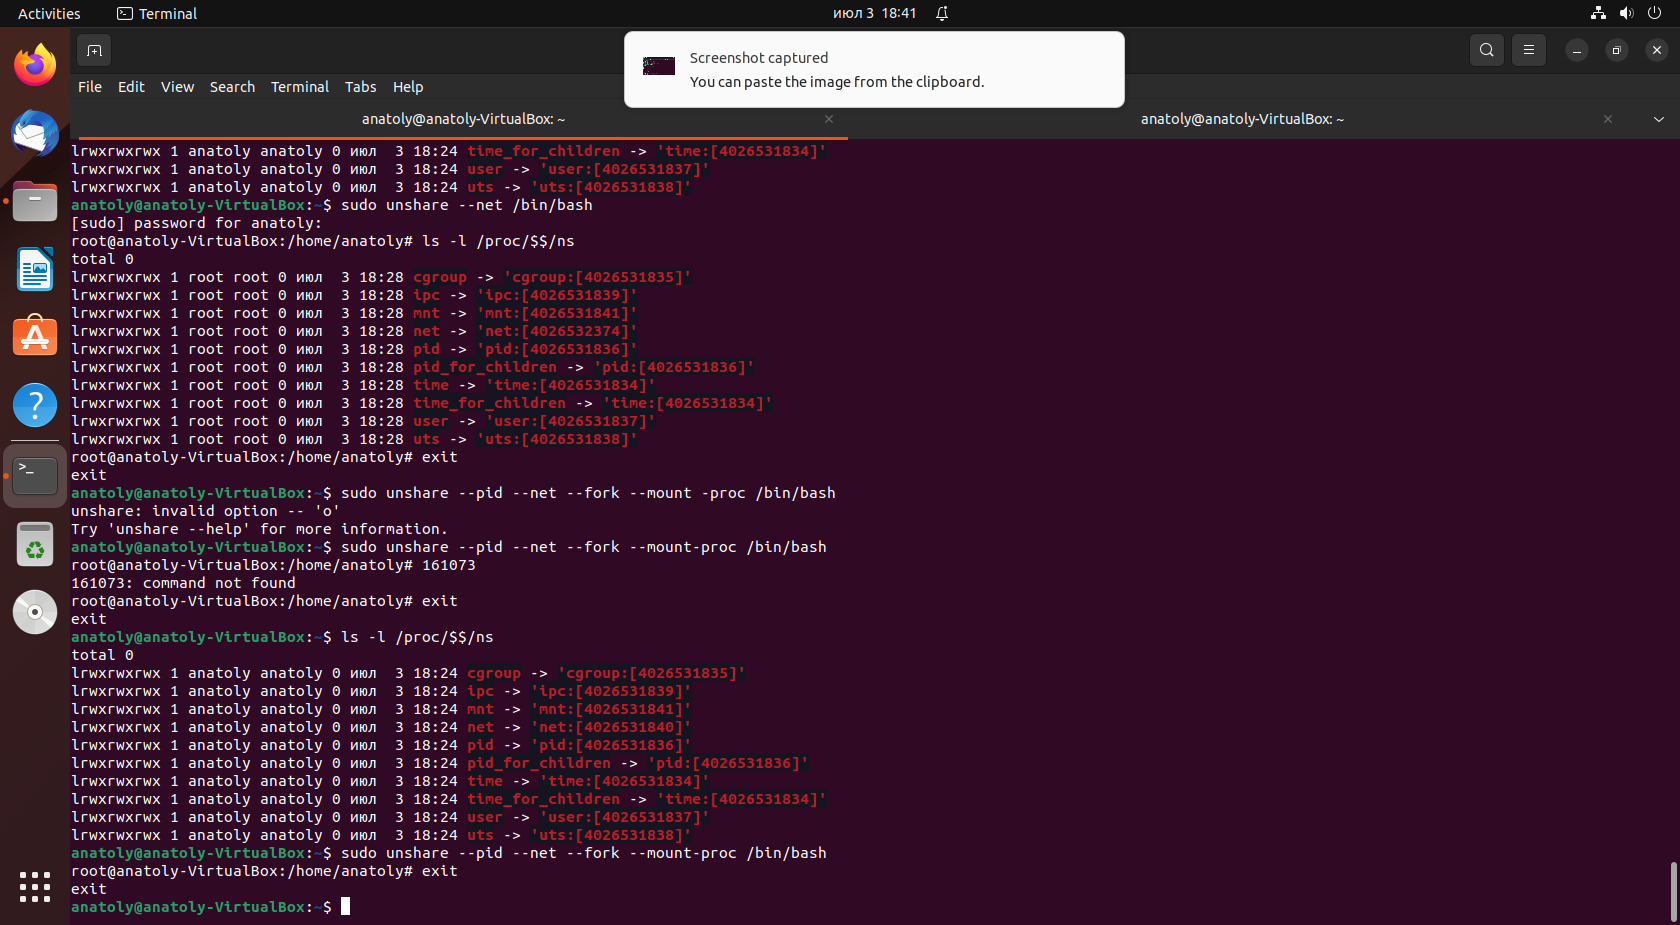 Activities
Terminal
июл 3 18:41
Screenshot captured
You can paste the image from the clipboard.
File Edit View Search Terminal Tabs Help
anatoly@anatoly-VirtualBox: ~
anatoly@anatoly-VirtualBox: ~
lrwxrwxrwx 1 anatoly anatoly 0 июл  3 18:24 time_for_children -> 'time:[4026531834]'
lrwxrwxrwx 1 anatoly anatoly 0 июл  3 18:24 user -> 'user:[4026531837]'
lrwxrwxrwx 1 anatoly anatoly 0 июл  3 18:24 uts -> 'uts:[4026531838]'
anatoly@anatoly-VirtualBox:~$ sudo unshare --net /bin/bash
[sudo] password for anatoly:
root@anatoly-VirtualBox:/home/anatoly# ls -l /proc/$$/ns
total 0
lrwxrwxrwx 1 root root 0 июл  3 18:28 cgroup -> 'cgroup:[4026531835]'
lrwxrwxrwx 1 root root 0 июл  3 18:28 ipc -> 'ipc:[4026531839]'
lrwxrwxrwx 1 root root 0 июл  3 18:28 mnt -> 'mnt:[4026531841]'
lrwxrwxrwx 1 root root 0 июл  3 18:28 net -> 'net:[4026532374]'
lrwxrwxrwx 1 root root 0 июл  3 18:28 pid -> 'pid:[4026531836]'
lrwxrwxrwx 1 root root 0 июл  3 18:28 pid_for_children -> 'pid:[4026531836]'
lrwxrwxrwx 1 root root 0 июл  3 18:28 time -> 'time:[4026531834]'
lrwxrwxrwx 1 root root 0 июл  3 18:28 time_for_children -> 'time:[4026531834]'
lrwxrwxrwx 1 root root 0 июл  3 18:28 user -> 'user:[4026531837]'
lrwxrwxrwx 1 root root 0 июл  3 18:28 uts -> 'uts:[4026531838]'
root@anatoly-VirtualBox:/home/anatoly# exit
exit
anatoly@anatoly-VirtualBox:~$ sudo unshare --pid --net --fork --mount -proc /bin/bash
unshare: invalid option -- 'o'
Try 'unshare --help' for more information.
anatoly@anatoly-VirtualBox:~$ sudo unshare --pid --net --fork --mount-proc /bin/bash
root@anatoly-VirtualBox:/home/anatoly# 161073
161073: command not found
root@anatoly-VirtualBox:/home/anatoly# exit
exit
anatoly@anatoly-VirtualBox:~$ ls -l /proc/$$/ns
total 0
lrwxrwxrwx 1 anatoly anatoly 0 июл  3 18:24 cgroup -> 'cgroup:[4026531835]'
lrwxrwxrwx 1 anatoly anatoly 0 июл  3 18:24 ipc -> 'ipc:[4026531839]'
lrwxrwxrwx 1 anatoly anatoly 0 июл  3 18:24 mnt -> 'mnt:[4026531841]'
lrwxrwxrwx 1 anatoly anatoly 0 июл  3 18:24 net -> 'net:[4026531840]'
lrwxrwxrwx 1 anatoly anatoly 0 июл  3 18:24 pid -> 'pid:[4026531836]'
lrwxrwxrwx 1 anatoly anatoly 0 июл  3 18:24 pid_for_children -> 'pid:[4026531836]'
lrwxrwxrwx 1 anatoly anatoly 0 июл  3 18:24 time -> 'time:[4026531834]'
lrwxrwxrwx 1 anatoly anatoly 0 июл  3 18:24 time_for_children -> 'time:[4026531834]'
lrwxrwxrwx 1 anatoly anatoly 0 июл  3 18:24 user -> 'user:[4026531837]'
lrwxrwxrwx 1 anatoly anatoly 0 июл  3 18:24 uts -> 'uts:[4026531838]'
anatoly@anatoly-VirtualBox:~$ sudo unshare --pid --net --fork --mount-proc /bin/bash
root@anatoly-VirtualBox:/home/anatoly# exit
exit
anatoly@anatoly-VirtualBox:~$